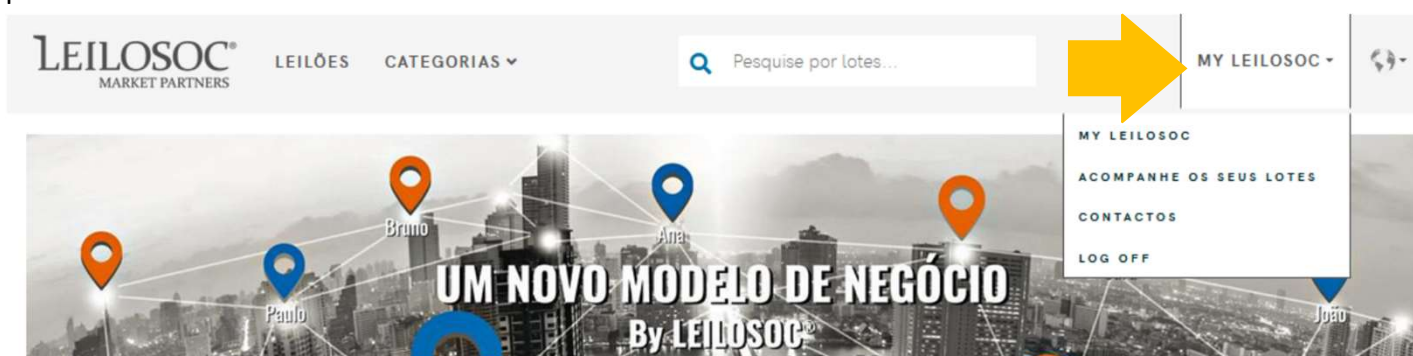 LEILOSOC®
MARKET PARTNERS
LEILÕES
CATEGORIAS
Pesquise por lotes...
MY LEILOSOC
MY LEILOSOC
ACOMPANHE OS SEUS LOTES
CONTACTOS
LOG OFF
Bruno
Ana
Paulo
João
UM NOVO MODELO DE NEGÓCIO
By LEILOSOC®